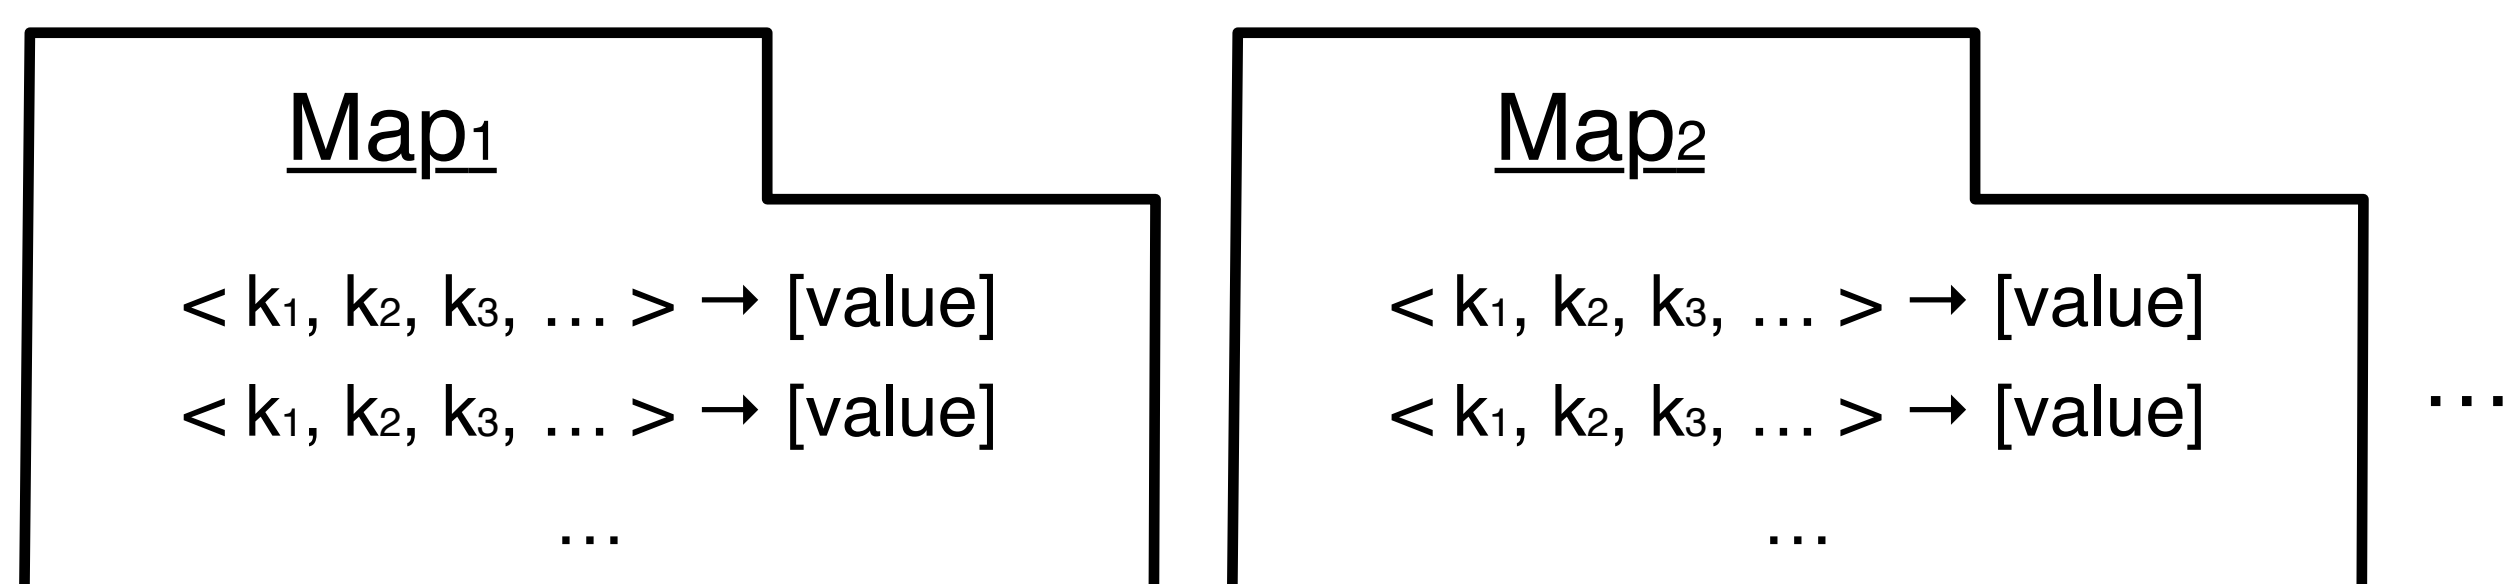 Map₁
< k₁, k₂, k₃, ... > → [value]
< k₁, k₂, k₃, ... > → [value]
...
Map₂
< k₁, k₂, k₃, ... > → [value]
< k₁, k₂, k₃, ... > → [value]
...
...